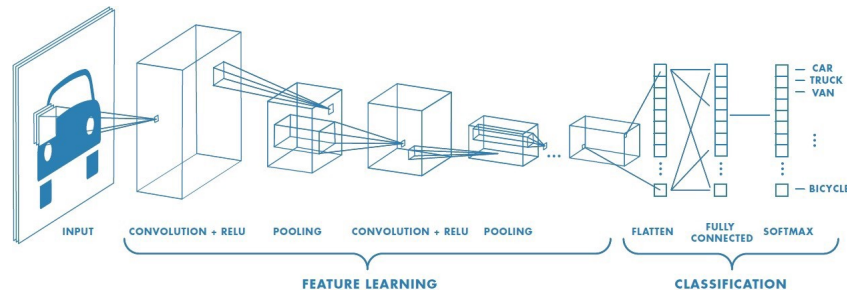 CAR
TRUCK
VAN
BICYCLE
INPUT
CONVOLUTION + RELU
POOLING
CONVOLUTION + RELU
POOLING
FLATTEN
FULLY
CONNECTED
SOFTMAX
FEATURE LEARNING
CLASSIFICATION